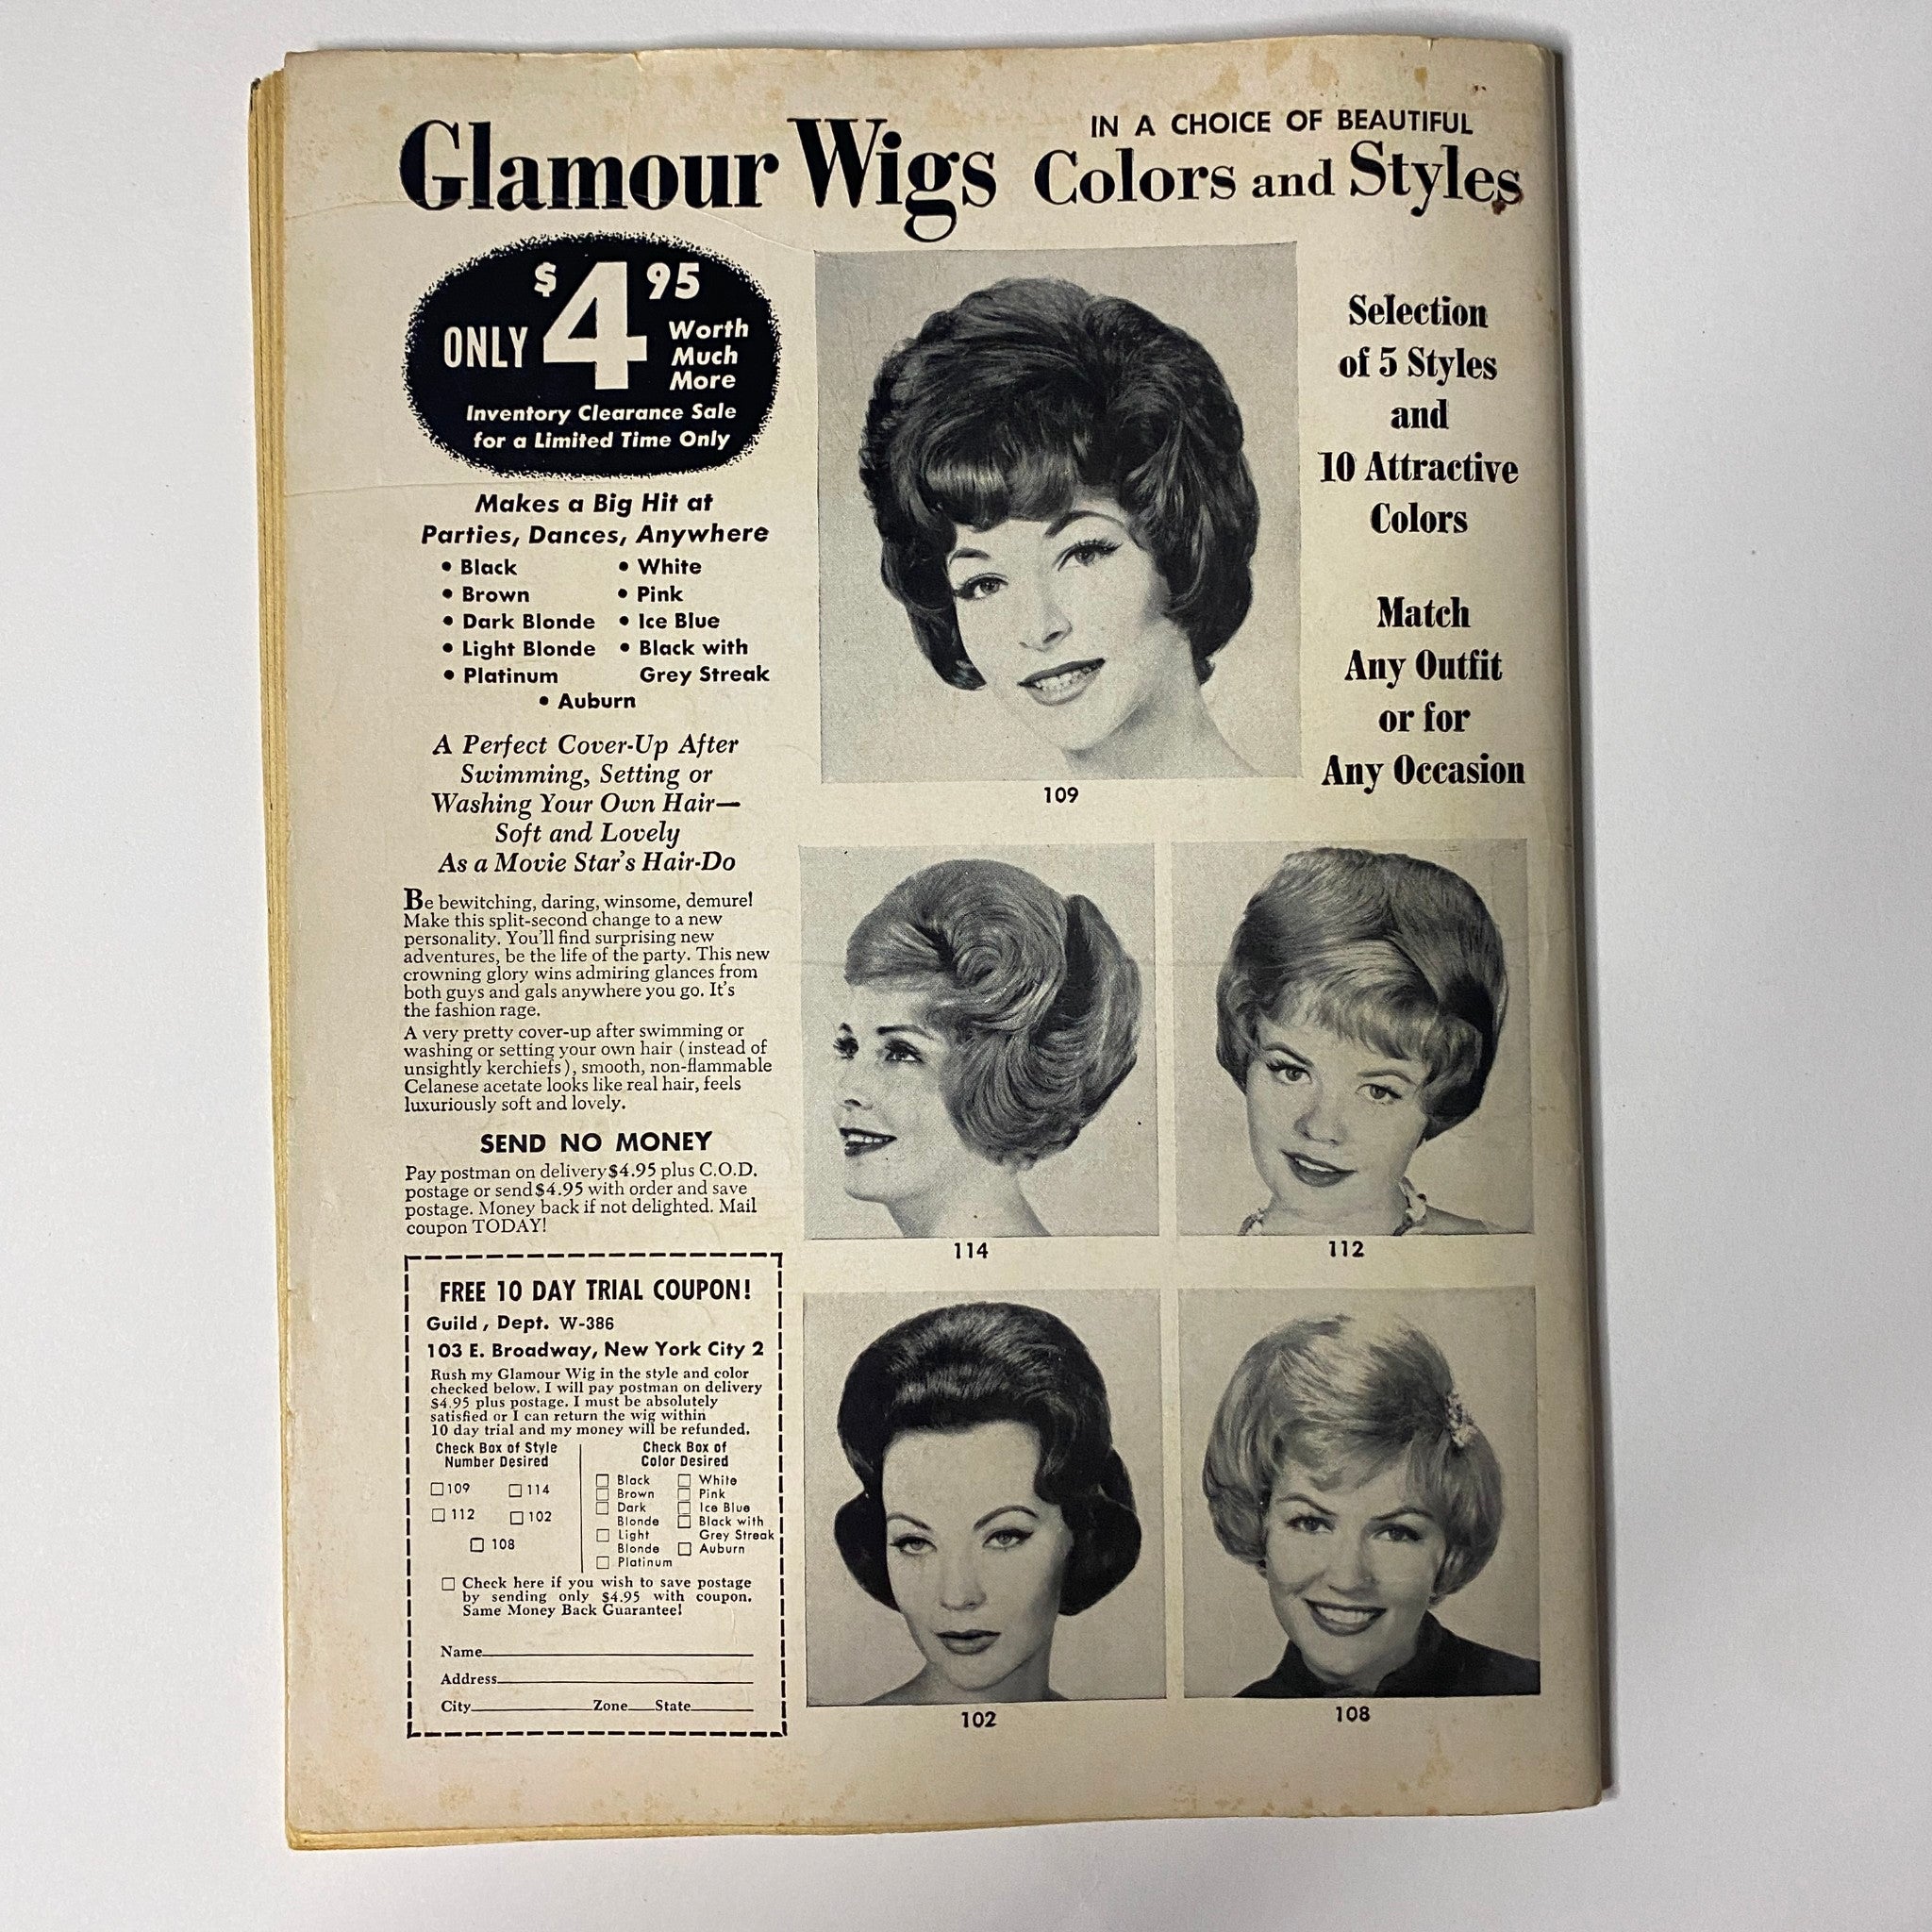 Glamour Wigs
IN A CHOICE OF BEAUTIFUL
Colors and Styles
$4.95
ONLY
Worth
Much
More
Inventory Clearance Sale
for a Limited Time Only
Makes a Big Hit at
Parties, Dances, Anywhere
• Black
• Brown
• Dark Blonde
• Light Blonde
• Platinum
• White
• Pink
• Ice Blue
• Black with
Grey Streak
• Auburn
A Perfect Cover-Up After
Swimming, Setting or
Washing Your Own Hair—
Soft and Lovely
As a Movie Star's Hair-Do
Be bewitching, daring, winsome, demure!
Make this split-second change to a new
personality. You'll find surprising new
adventures, be the life of the party. This new
crowning glory wins admiring glances from
both guys and gals anywhere you go. It's
the fashion rage.
A very pretty cover-up after swimming or
washing or setting your own hair (instead of
unsightly kerchiefs), smooth, non-flammable
Celanese acetate looks like real hair, feels
luxuriously soft and lovely.
SEND NO MONEY
Pay postman on delivery $4.95 plus C.O.D.
postage or send $4.95 with order and save
postage. Money back if not delighted. Mail
coupon TODAY!
FREE 10 DAY TRIAL COUPON!
Guild, Dept. W-386
103 E. Broadway, New York City 2
Rush my Glamour Wig in the style and color
checked below. I will pay postman on delivery
$4.95 plus postage. I must be absolutely
satisfied or I can return the wig within
10 day trial and my money will be refunded.
Check Box of Style
Number Desired
109
114
112
102
108
Check Box of
Color Desired
Black
Brown
Dark
Blonde
Light
Blonde
Platinum
White
Pink
Ice Blue
Black with
Grey Streak
Auburn
Check here if you wish to save postage
by sending only $4.95 with coupon.
Same Money Back Guarantee!
Name
Address
City Zone State
Selection
of 5 Styles
and
10 Attractive
Colors
Match
Any Outfit
or for
Any Occasion
109
114
112
102
108